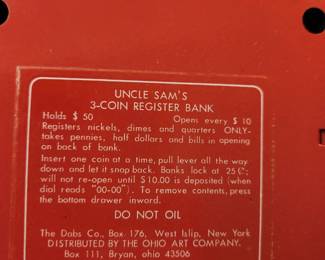 UNCLE SAM'S
3-COIN REGISTER BANK
Holds $ 50 Opens every $ 10
Registers nickels, dimes and quarters ONLY-
takes pennies, half dollars and bills in opening
on back of bank.
Insert one coin at a time, pull lever all the way
down and let it snap back. Banks lock at 25¢;
will not re-open until $10.00 is deposited (when
dial reads "00-00"). To remove contents, press
the bottom drawer inword.
DO NOT OIL
The Dabs Co., Box 176, West Islip, New York
DISTRIBUTED BY THE OHIO ART COMPANY
Box 111, Bryan, ohio 43506